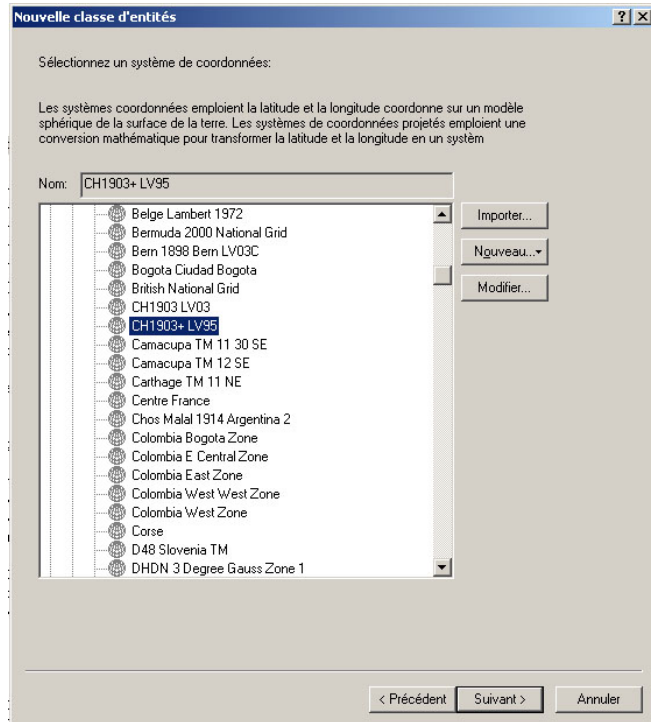 Nouvelle classe d'entités
Sélectionnez un système de coordonnées:
Les systèmes coordonnées emploient la latitude et la longitude coordonne sur un modèle
sphérique de la surface de la terre. Les systèmes de coordonnées projetés emploient une
conversion mathématique pour transformer la latitude et la longitude en un systèm
Nom: CH1903+ LV95
Belge Lambert 1972
Bermuda 2000 National Grid
Bern 1898 Bern LV03C
Bogota Ciudad Bogota
British National Grid
CH1903 LV03
CH1903+ LV95
Camacupa TM 11 30 SE
Camacupa TM 12 SE
Carthage TM 11 NE
Centre France
Chos Malal 1914 Argentina 2
Colombia Bogota Zone
Colombia E Central Zone
Colombia East Zone
Colombia West West Zone
Colombia West Zone
Corse
D48 Slovenia TM
DHDN 3 Degree Gauss Zone 1
Importer...
Nouveau...
Modifier...
< Précédent Suivant > Annuler